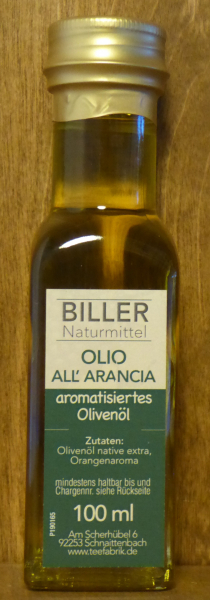 BILLER
Naturmittel
OLIO
ALL' ARANCIA
aromatisiertes
Olivenöl
Zutaten:
Olivenöl native extra,
Orangenaroma
mindestens haltbar bis und
Chargennr. siehe Rückseite
100 ml
Am Scherhübel 6
92253 Schnaittenbach
www.teefabrik.de
P190165